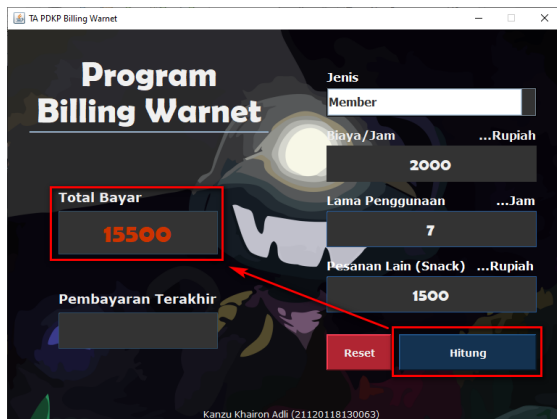 TA PDKP Billing Warnet
Program
Billing Warnet
Jenis
Member
Biaya/Jam ...Rupiah
2000
Total Bayar
15500
Lama Penggunaan ...Jam
7
Pesanan Lain (Snack) ...Rupiah
1500
Pembayaran Terakhir
Reset
Hitung
Kanzu Khairon Adli (21120118130063)